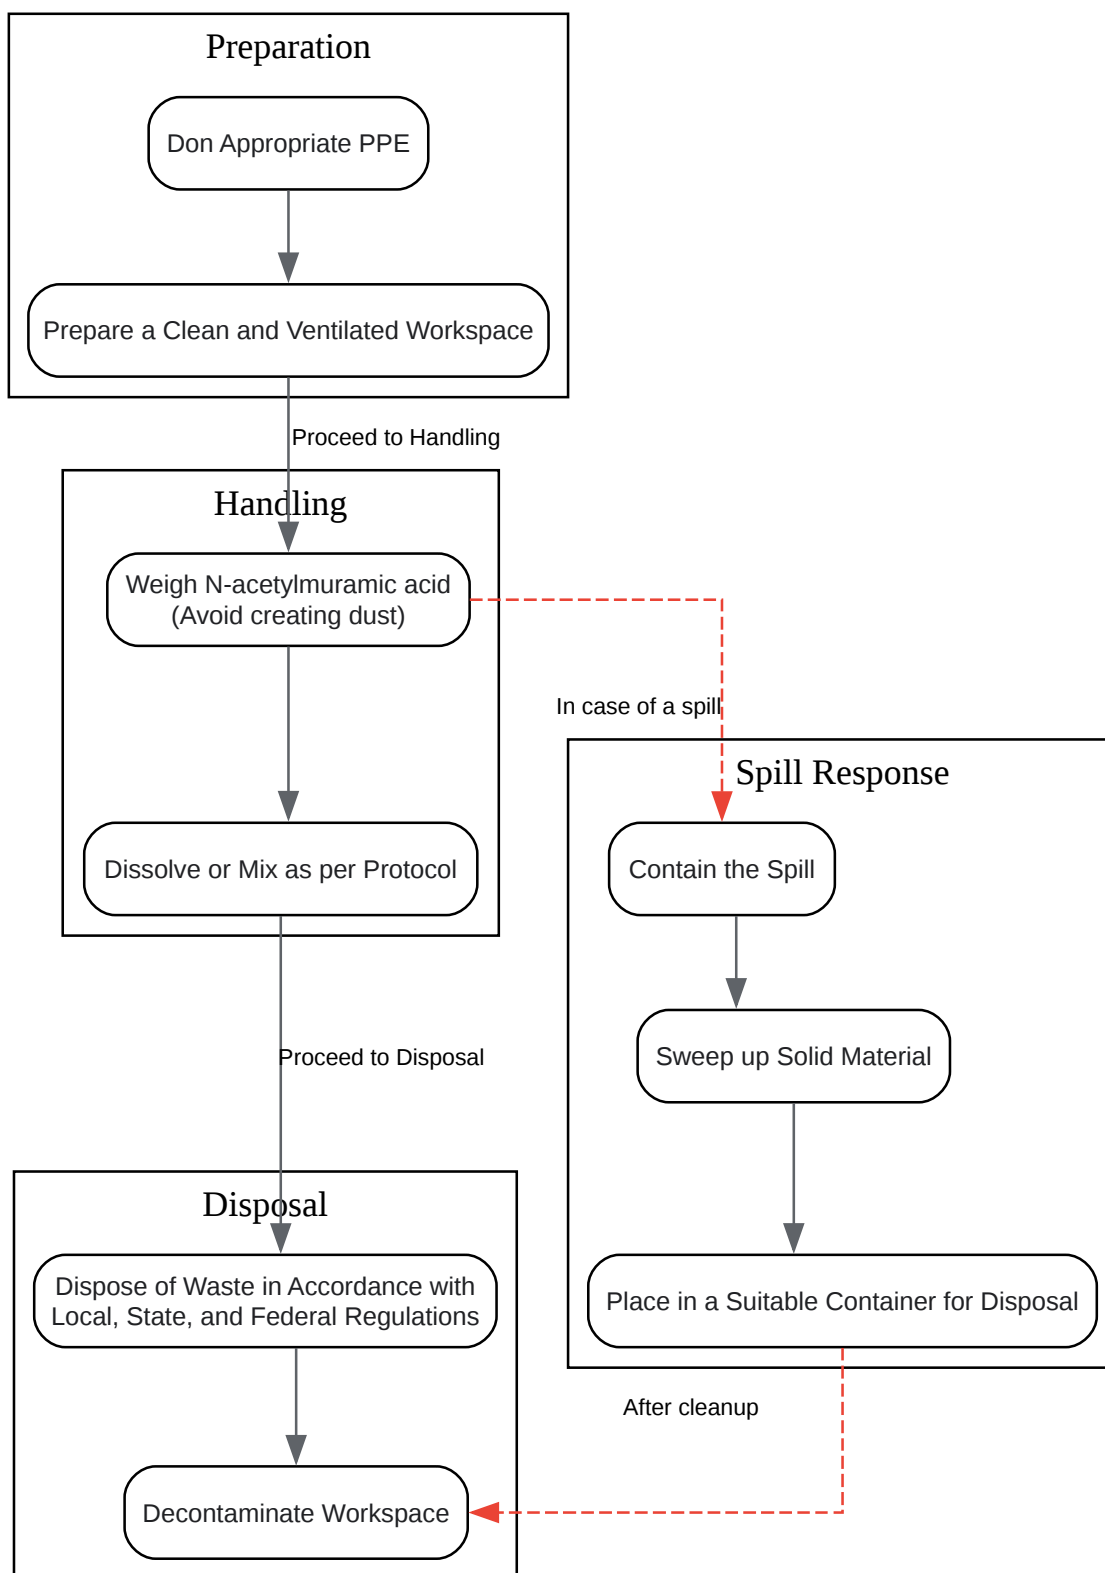 Preparation
Don Appropriate PPE
Prepare a Clean and Ventilated Workspace
Proceed to Handling
Handling
Weigh N-acetylmuramic acid
(Avoid creating dust)
In case of a spill
Spill Response
Dissolve or Mix as per Protocol
Contain the Spill
Sweep up Solid Material
Proceed to Disposal
Disposal
Dispose of Waste in Accordance with
Local, State, and Federal Regulations
Place in a Suitable Container for Disposal
After cleanup
Decontaminate Workspace